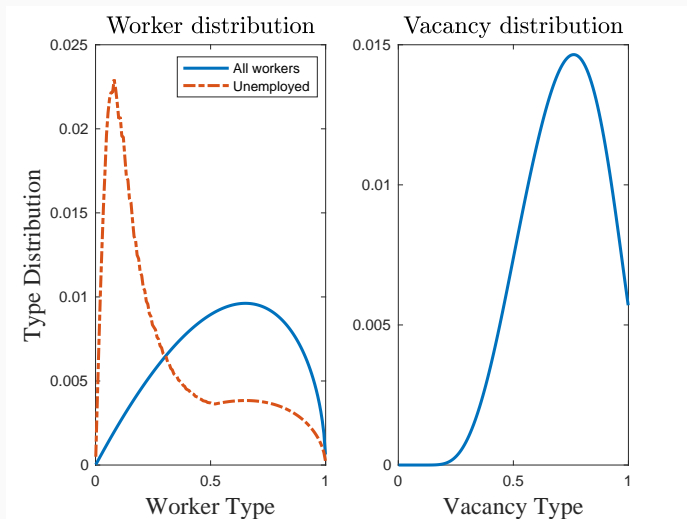 Worker distribution
All workers
Unemployed
Type Distribution
0.025
0.02
0.015
0.01
0.005
0
0 0.5 1
Worker Type
Vacancy distribution
0.015
0.01
0.005
0
0 0.5 1
Vacancy Type